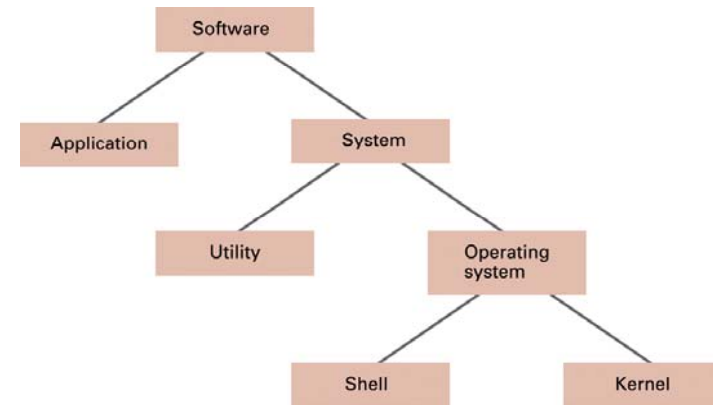 Software
Application
System
Utility
Operating
system
Shell
Kernel